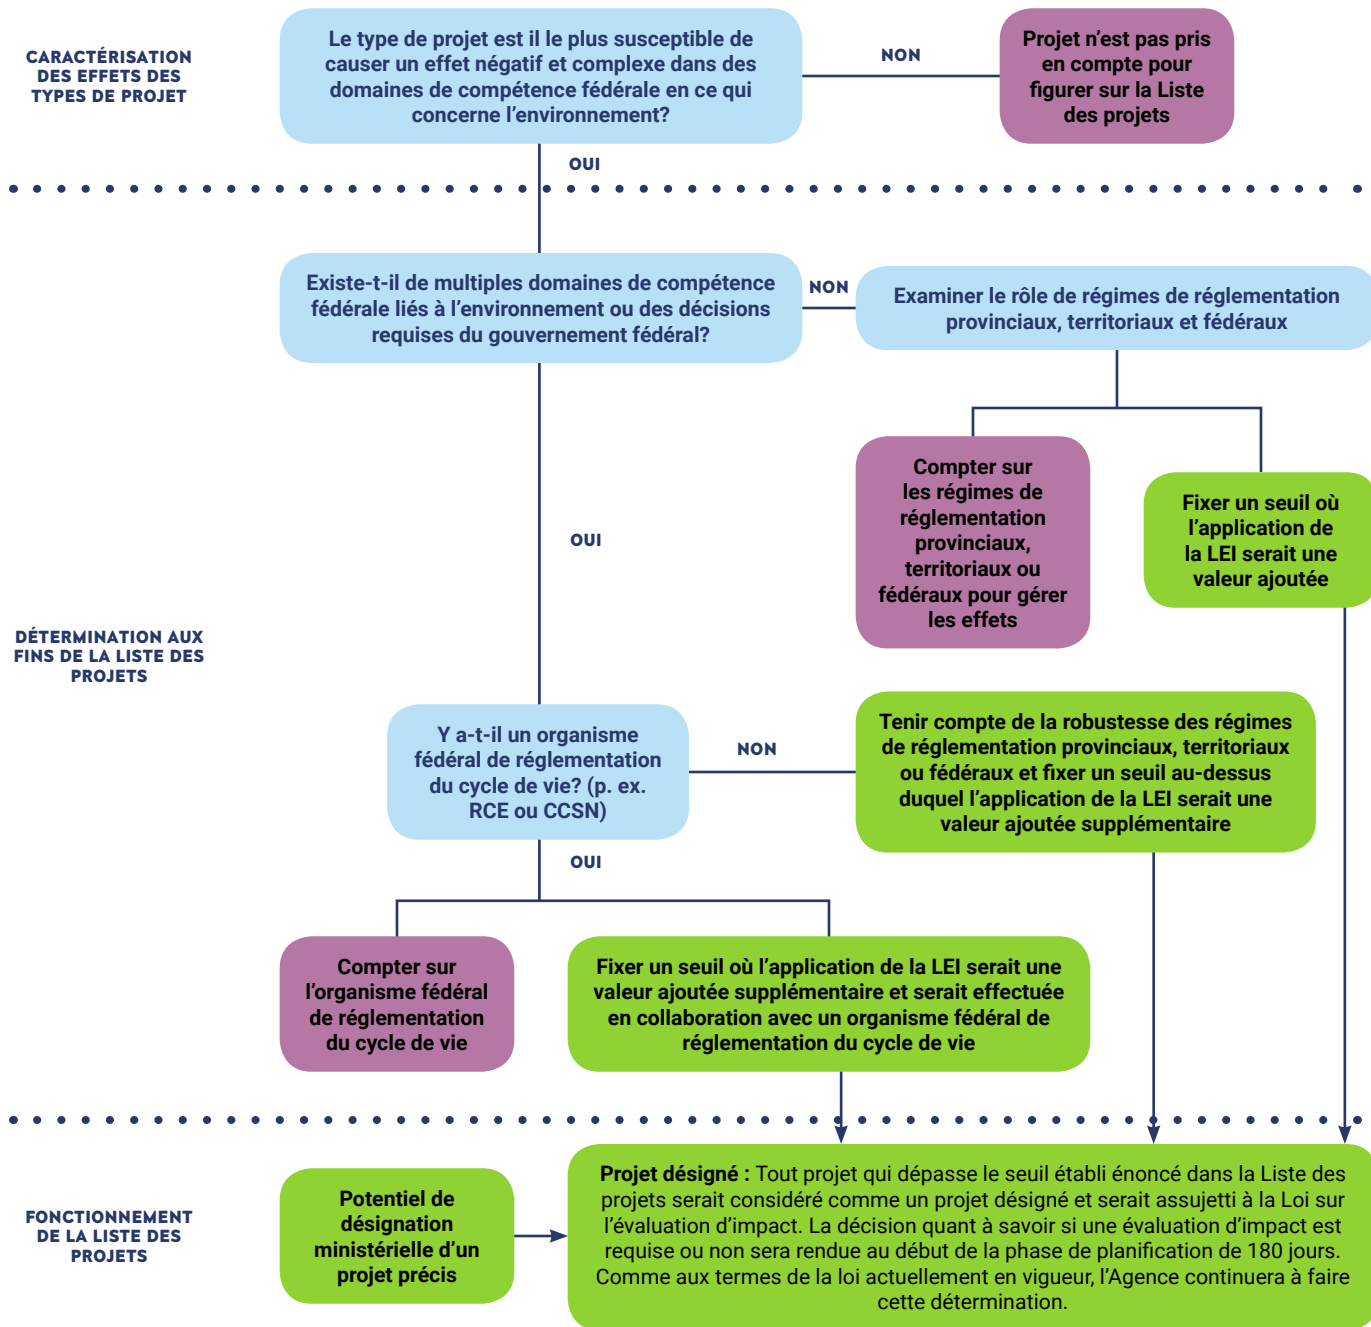 CARACTÉRISATION
DES EFFETS DES
TYPES DE PROJET
Le type de projet est il le plus susceptible de
causer un effet négatif et complexe dans des
domaines de compétence fédérale en ce qui
concerne l'environnement?
NON
Projet n'est pas pris
en compte pour
figurer sur la Liste
des projets
OUI
DÉTERMINATION AUX
FINS DE LA LISTE DES
PROJETS
Existe-t-il de multiples domaines de compétence
fédérale liés à l'environnement ou des décisions
requises du gouvernement fédéral?
NON
Examiner le rôle de régimes de réglementation
provinciaux, territoriaux et fédéraux
Compter sur
les régimes de
réglementation
provinciaux,
territoriaux ou
fédéraux pour gérer
les effets
Fixer un seuil où
l'application de
la LEI serait une
valeur ajoutée
OUI
Y a-t-il un organisme
fédéral de réglementation
du cycle de vie? (p. ex.
RCE ou CCSN)
NON
Tenir compte de la robustesse des régimes
de réglementation provinciaux, territoriaux
ou fédéraux et fixer un seuil au-dessus
duquel l'application de la LEI serait une
valeur ajoutée supplémentaire
OUI
Compter sur
l'organisme fédéral
de réglementation
du cycle de vie
Fixer un seuil où l'application de la LEI serait une
valeur ajoutée supplémentaire et serait effectuée
en collaboration avec un organisme fédéral de
réglementation du cycle de vie
FONCTIONNEMENT
DE LA LISTE DES
PROJETS
Potentiel de
désignation
ministérielle d'un
projet précis
Projet désigné : Tout projet qui dépasse le seuil établi énoncé dans la Liste des
projets serait considéré comme un projet désigné et serait assujetti à la Loi sur
l'évaluation d'impact. La décision quant à savoir si une évaluation d'impact est
requise ou non sera rendue au début de la phase de planification de 180 jours.
Comme aux termes de la loi actuellement en vigueur, l'Agence continuera à faire
cette détermination.